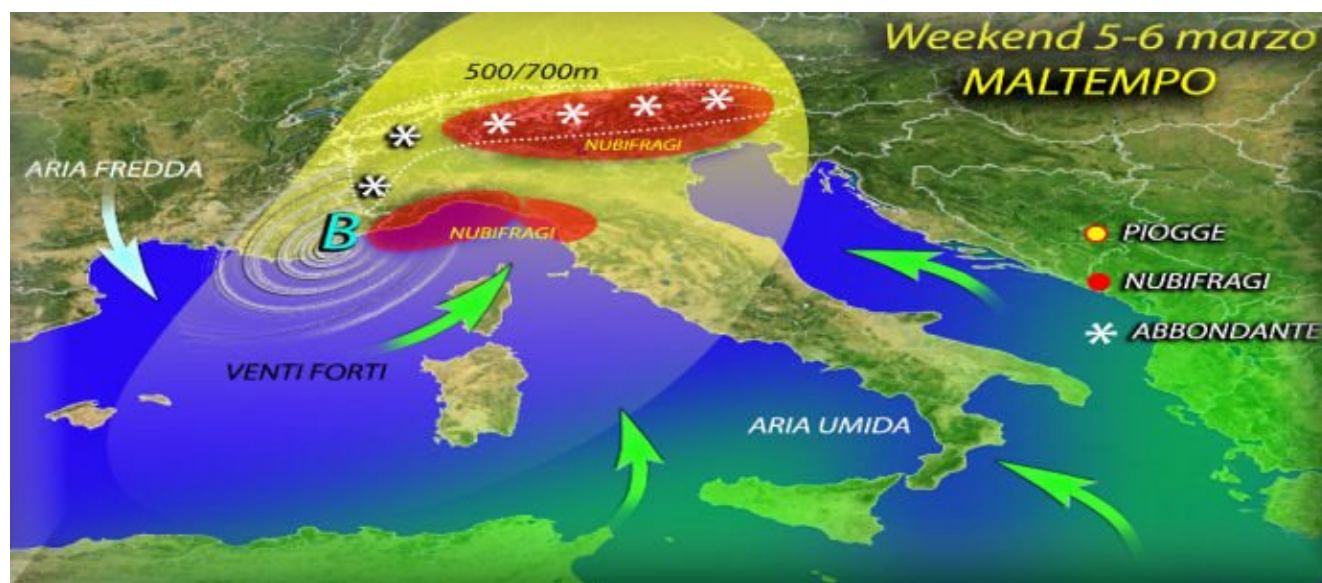 Weekend 5-6 marzo
MALTEMPO
500/700m
NUBIFRAGI
ARIA FREDDA
B
NUBIFRAGI
PIOGGE
NUBIFRAGI
ABBONDANTE
VENTI FORTI
ARIA UMIDA